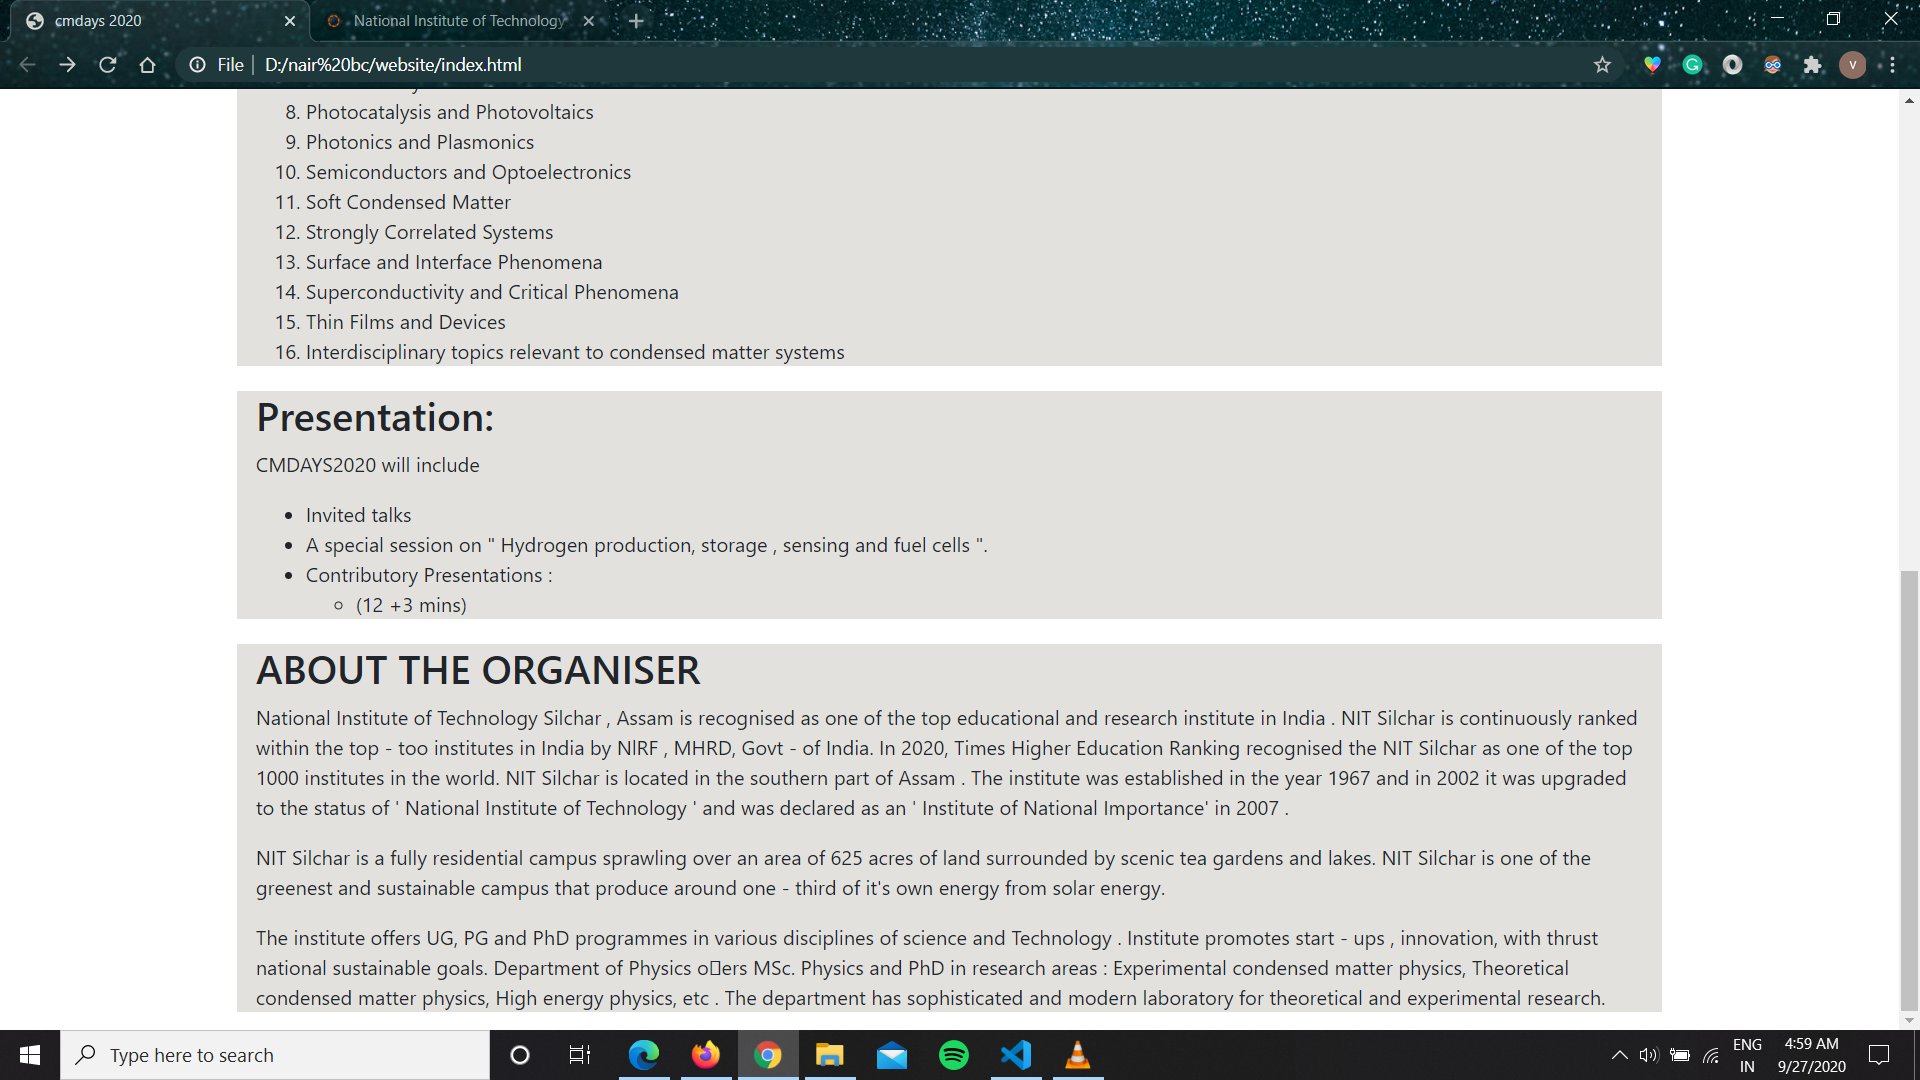 cmdays 2020
National Institute of Technology
File
D:/nair%20bc/website/index.html
V
8. Photocatalysis and Photovoltaics
9. Photonics and Plasmonics
10. Semiconductors and Optoelectronics
11. Soft Condensed Matter
12. Strongly Correlated Systems
13. Surface and Interface Phenomena
14. Superconductivity and Critical Phenomena
15. Thin Films and Devices
16. Interdisciplinary topics relevant to condensed matter systems
Presentation:
CMDAYS2020 will include
• Invited talks
• A special session on " Hydrogen production, storage , sensing and fuel cells ".
• Contributory Presentations :
◦ (12 +3 mins)
ABOUT THE ORGANISER
National Institute of Technology Silchar , Assam is recognised as one of the top educational and research institute in India . NIT Silchar is continuously ranked
within the top - too institutes in India by NlRF , MHRD, Govt - of India. In 2020, Times Higher Education Ranking recognised the NIT Silchar as one of the top
1000 institutes in the world. NIT Silchar is located in the southern part of Assam . The institute was established in the year 1967 and in 2002 it was upgraded
to the status of ' National Institute of Technology ' and was declared as an ' Institute of National Importance' in 2007 .
NIT Silchar is a fully residential campus sprawling over an area of 625 acres of land surrounded by scenic tea gardens and lakes. NIT Silchar is one of the
greenest and sustainable campus that produce around one - third of it's own energy from solar energy.
The institute offers UG, PG and PhD programmes in various disciplines of science and Technology . Institute promotes start - ups , innovation, with thrust
national sustainable goals. Department of Physics o▯ers MSc. Physics and PhD in research areas : Experimental condensed matter physics, Theoretical
condensed matter physics, High energy physics, etc . The department has sophisticated and modern laboratory for theoretical and experimental research.
Type here to search
ENG
IN
4:59 AM
9/27/2020